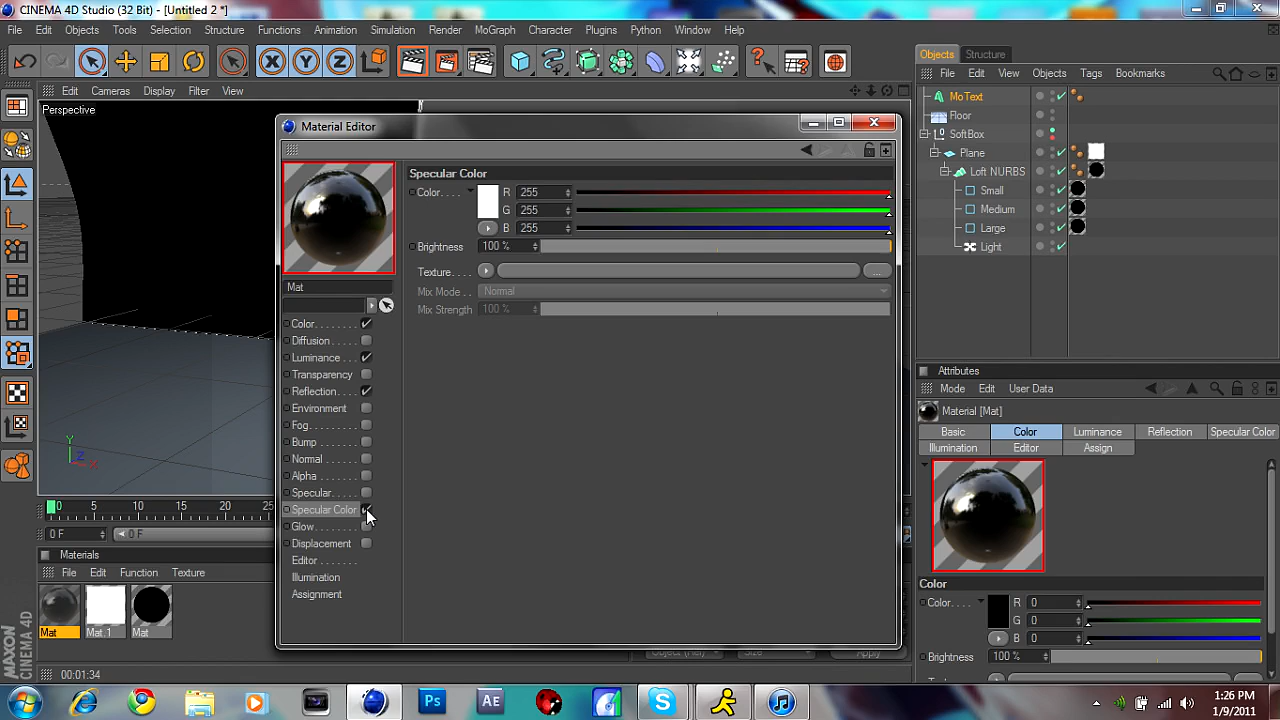 CINEMA 4D Studio (32 Bit) - [Untitled 2 *]
File Edit Objects Tools Selection Structure Functions Animation Simulation Render MoGraph Character Plugins Python Window Help
Objects Structure
File Edit View Objects Tags Bookmarks
Edit Cameras Display Filter View
Perspective
MoText
Floor
SoftBox
Plane
Loft NURBS
Small
Medium
Large
Light
Material Editor
Specular Color
Color. . . . R 255
G 255
B 255
Brightness 100 %
Texture. . . . ...
Mix Mode . . Normal
Mix Strength 100 %
Mat
Color. . . . . . . .
Diffusion . . . . .
Luminance . . .
Transparency
Reflection. . . .
Environment
Fog. . . . . . . . .
Bump . . . . . .
Normal . . . . . .
Alpha . . . . . . .
Specular. . . . .
Specular Color
Glow. . . . . . . .
Displacement
Editor . . . . . . .
Illumination
Assignment
Attributes
Mode Edit User Data
Material [Mat]
Basic Color Luminance Reflection Specular Color
Illumination Editor Assign
Color
Color. . . . R 0
G 0
B 0
Brightness 100 %
0 5 10 15 20 25
0 F 0 F
Materials
File Edit Function Texture
Mat Mat.1 Mat
Size Apply
00:01:34
MAXON
CINEMA 4D
Ps AE
1:26 PM
1/9/2011